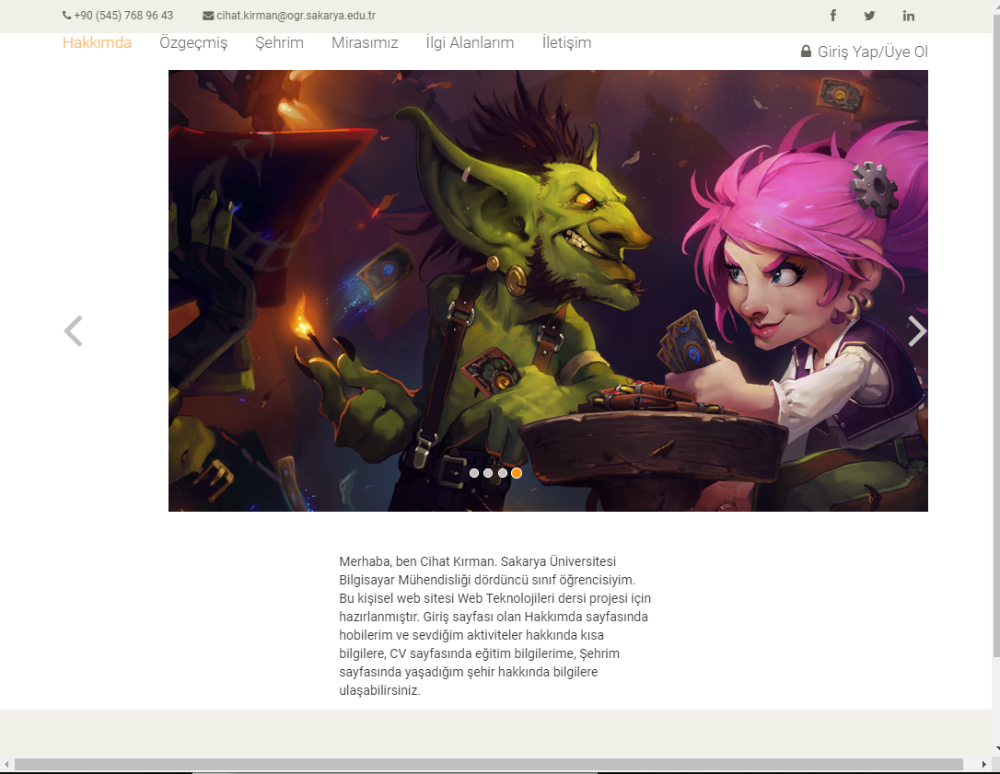 +90 (545) 768 96 43 cihat.kirman@ogr.sakarya.edu.tr
Hakkımda Özgeçmiş Şehrim Mirasımız İlgi Alanlarım İletişim
Giriş Yap/Üye Ol
Merhaba, ben Cihat Kırman. Sakarya Üniversitesi
Bilgisayar Mühendisliği dördüncü sınıf öğrencisiyim.
Bu kişisel web sitesi Web Teknolojileri dersi projesi için
hazırlanmıştır. Giriş sayfası olan Hakkımda sayfasında
hobilerim ve sevdiğim aktiviteler hakkında kısa
bilgilere, CV sayfasında eğitim bilgilerime, Şehrim
sayfasında yaşadığım şehir hakkında bilgilere
ulaşabilirsiniz.